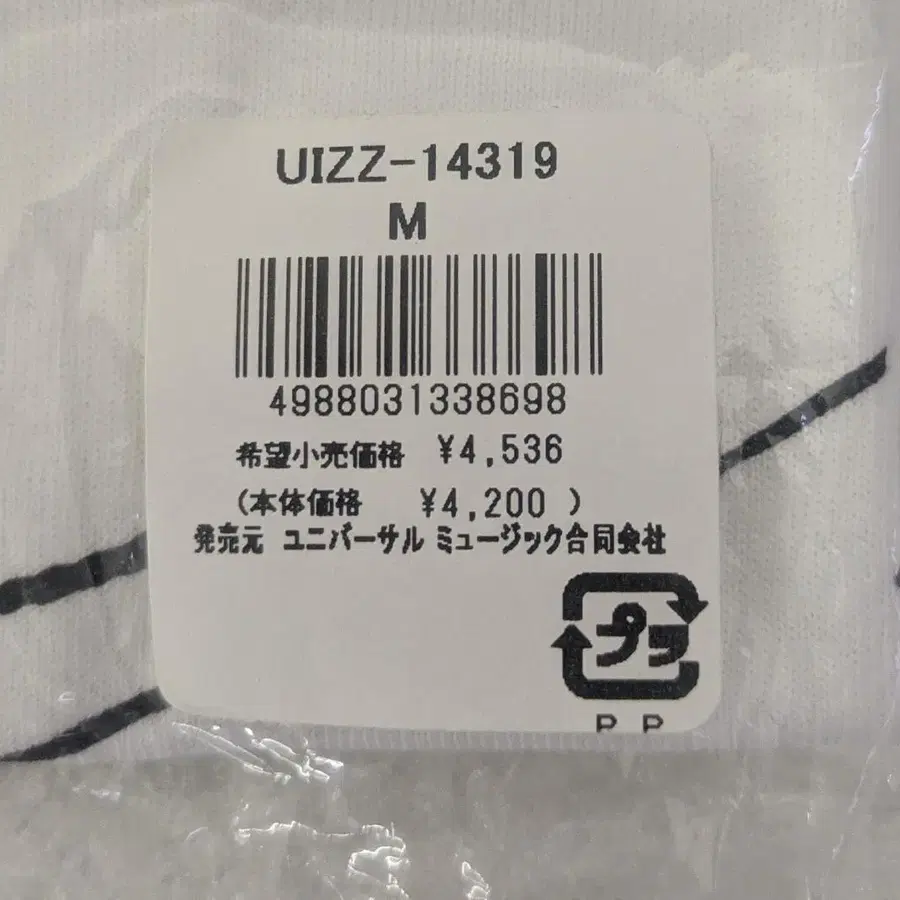 UIZZ-14319
M
4988031338698
希望小売価格 ¥4,536
(本体価格 ¥4,200 )
発売元 ユニバーサル ミュージック合同会社
プラ
P P